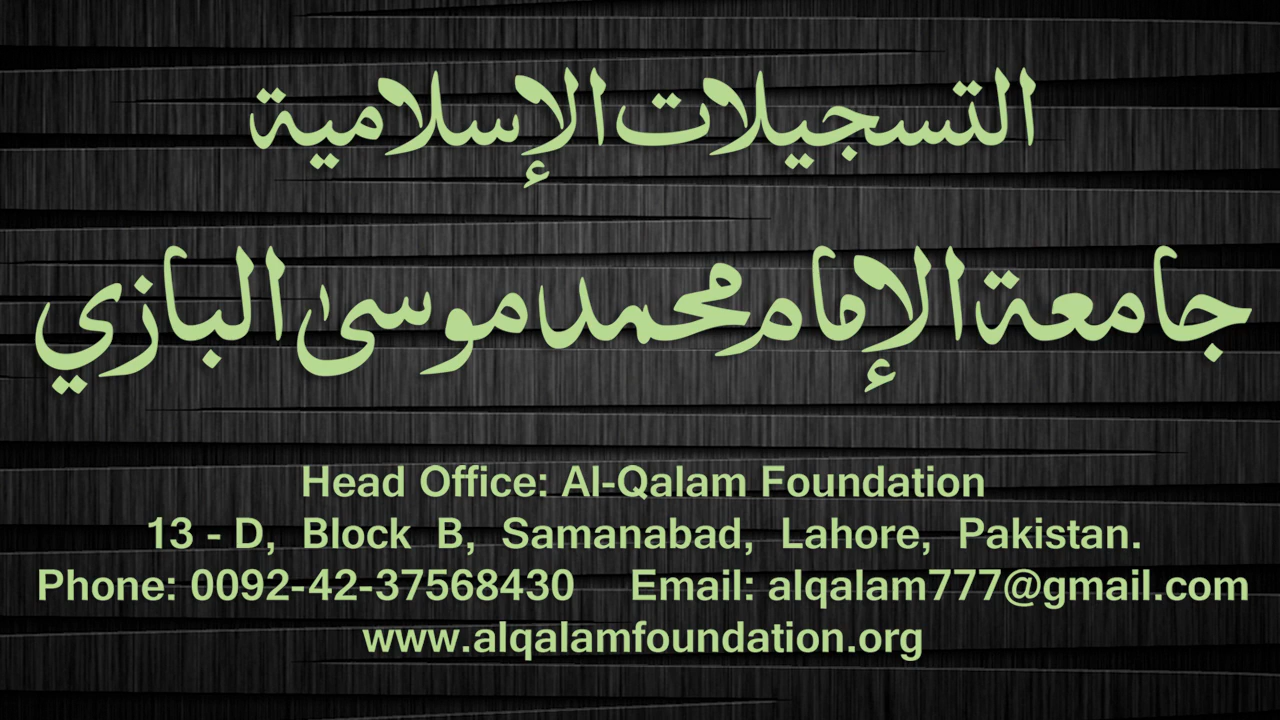 التسجيلات الإسلامية
جامعة الإمام محمد موسىٰ البازي
Head Office: Al-Qalam Foundation
13 - D, Block B, Samanabad, Lahore, Pakistan.
Phone: 0092-42-37568430 Email: alqalam777@gmail.com
www.alqalamfoundation.org